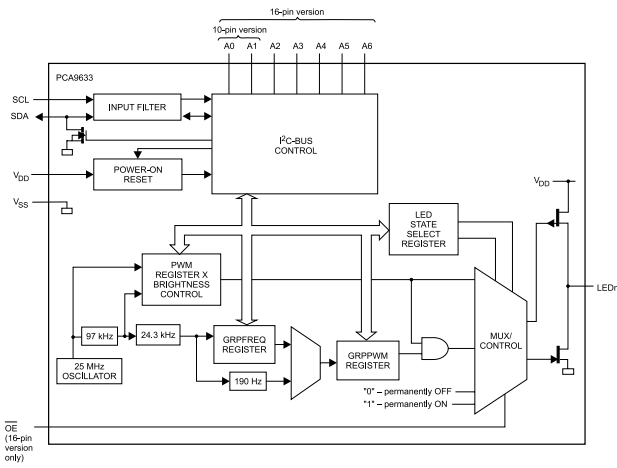 16-pin version
10-pin version
A0 A1 A2 A3 A4 A5 A6
PCA9633
SCL
SDA
INPUT FILTER
I²C-BUS
CONTROL
POWER-ON
RESET
VDD
VSS
LED
STATE
SELECT
REGISTER
VDD
PWM
REGISTER X
BRIGHTNESS
CONTROL
LEDn
97 kHz
24.3 kHz
GRPFREQ
REGISTER
GRPPWM
REGISTER
MUX/
CONTROL
190 Hz
25 MHz
OSCILLATOR
"0" – permanently OFF
"1" – permanently ON
OE
(16-pin
version
only)